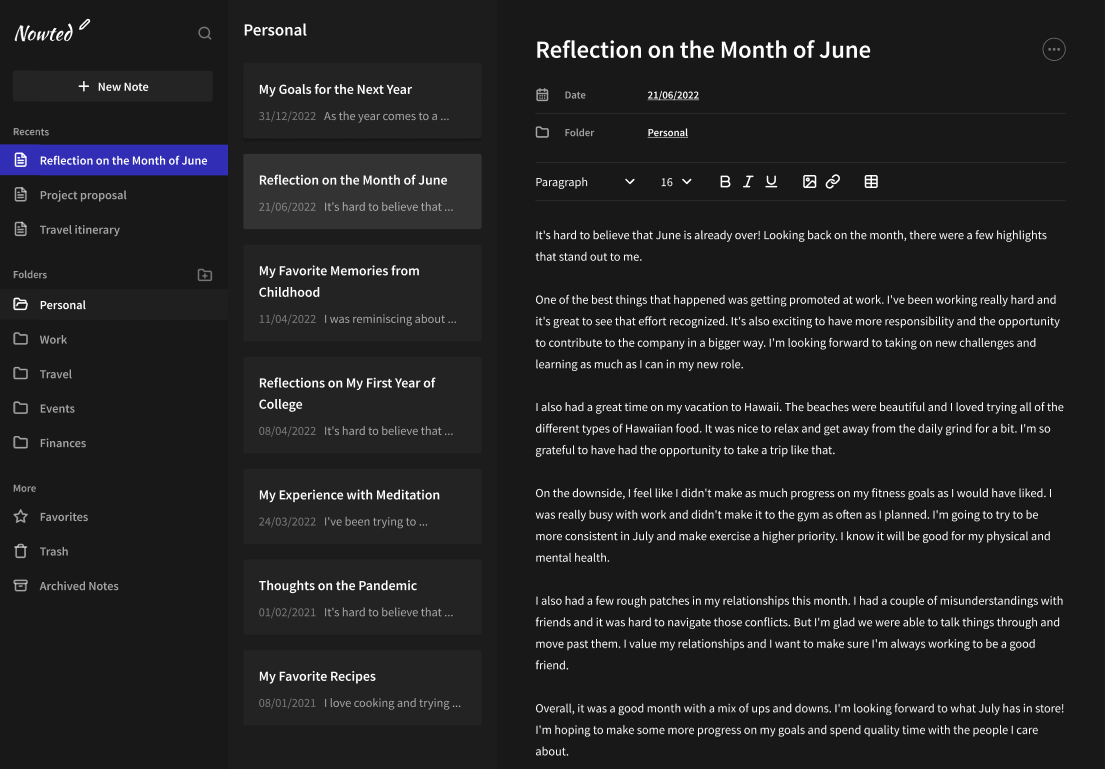 Nowted
New Note
Recents
Reflection on the Month of June
Project proposal
Travel itinerary
Folders
Personal
Work
Travel
Events
Finances
More
Favorites
Trash
Archived Notes
Personal
My Goals for the Next Year
31/12/2022 As the year comes to a ...
Reflection on the Month of June
21/06/2022 It's hard to believe that ...
My Favorite Memories from
Childhood
11/04/2022 I was reminiscing about ...
Reflections on My First Year of
College
08/04/2022 It's hard to believe that ...
My Experience with Meditation
24/03/2022 I've been trying to ...
Thoughts on the Pandemic
01/02/2021 It's hard to believe that ...
My Favorite Recipes
08/01/2021 I love cooking and trying ...
Reflection on the Month of June
Date 21/06/2022
Folder Personal
Paragraph 16 B I U
It's hard to believe that June is already over! Looking back on the month, there were a few highlights
that stand out to me.
One of the best things that happened was getting promoted at work. I've been working really hard and
it's great to see that effort recognized. It's also exciting to have more responsibility and the opportunity
to contribute to the company in a bigger way. I'm looking forward to taking on new challenges and
learning as much as I can in my new role.
I also had a great time on my vacation to Hawaii. The beaches were beautiful and I loved trying all of the
different types of Hawaiian food. It was nice to relax and get away from the daily grind for a bit. I'm so
grateful to have had the opportunity to take a trip like that.
On the downside, I feel like I didn't make as much progress on my fitness goals as I would have liked. I
was really busy with work and didn't make it to the gym as often as I planned. I'm going to try to be
more consistent in July and make exercise a higher priority. I know it will be good for my physical and
mental health.
I also had a few rough patches in my relationships this month. I had a couple of misunderstandings with
friends and it was hard to navigate those conflicts. But I'm glad we were able to talk things through and
move past them. I value my relationships and I want to make sure I'm always working to be a good
friend.
Overall, it was a good month with a mix of ups and downs. I'm looking forward to what July has in store!
I'm hoping to make some more progress on my goals and spend quality time with the people I care
about.